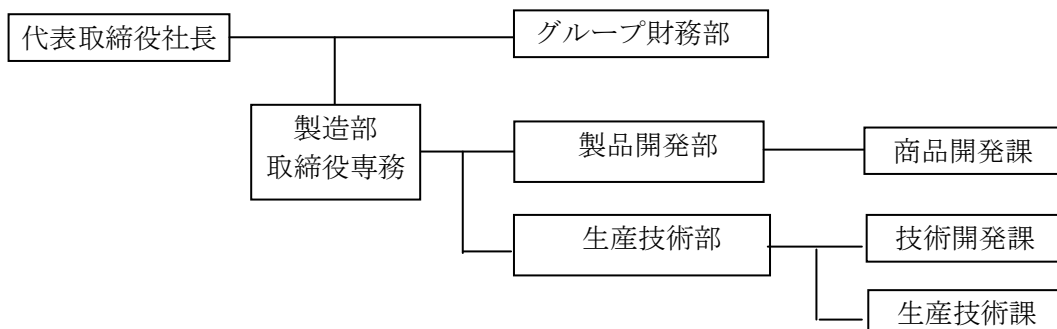 代表取締役社長
グループ財務部
製造部
取締役専務
製品開発部
商品開発課
生産技術部
技術開発課
生産技術課